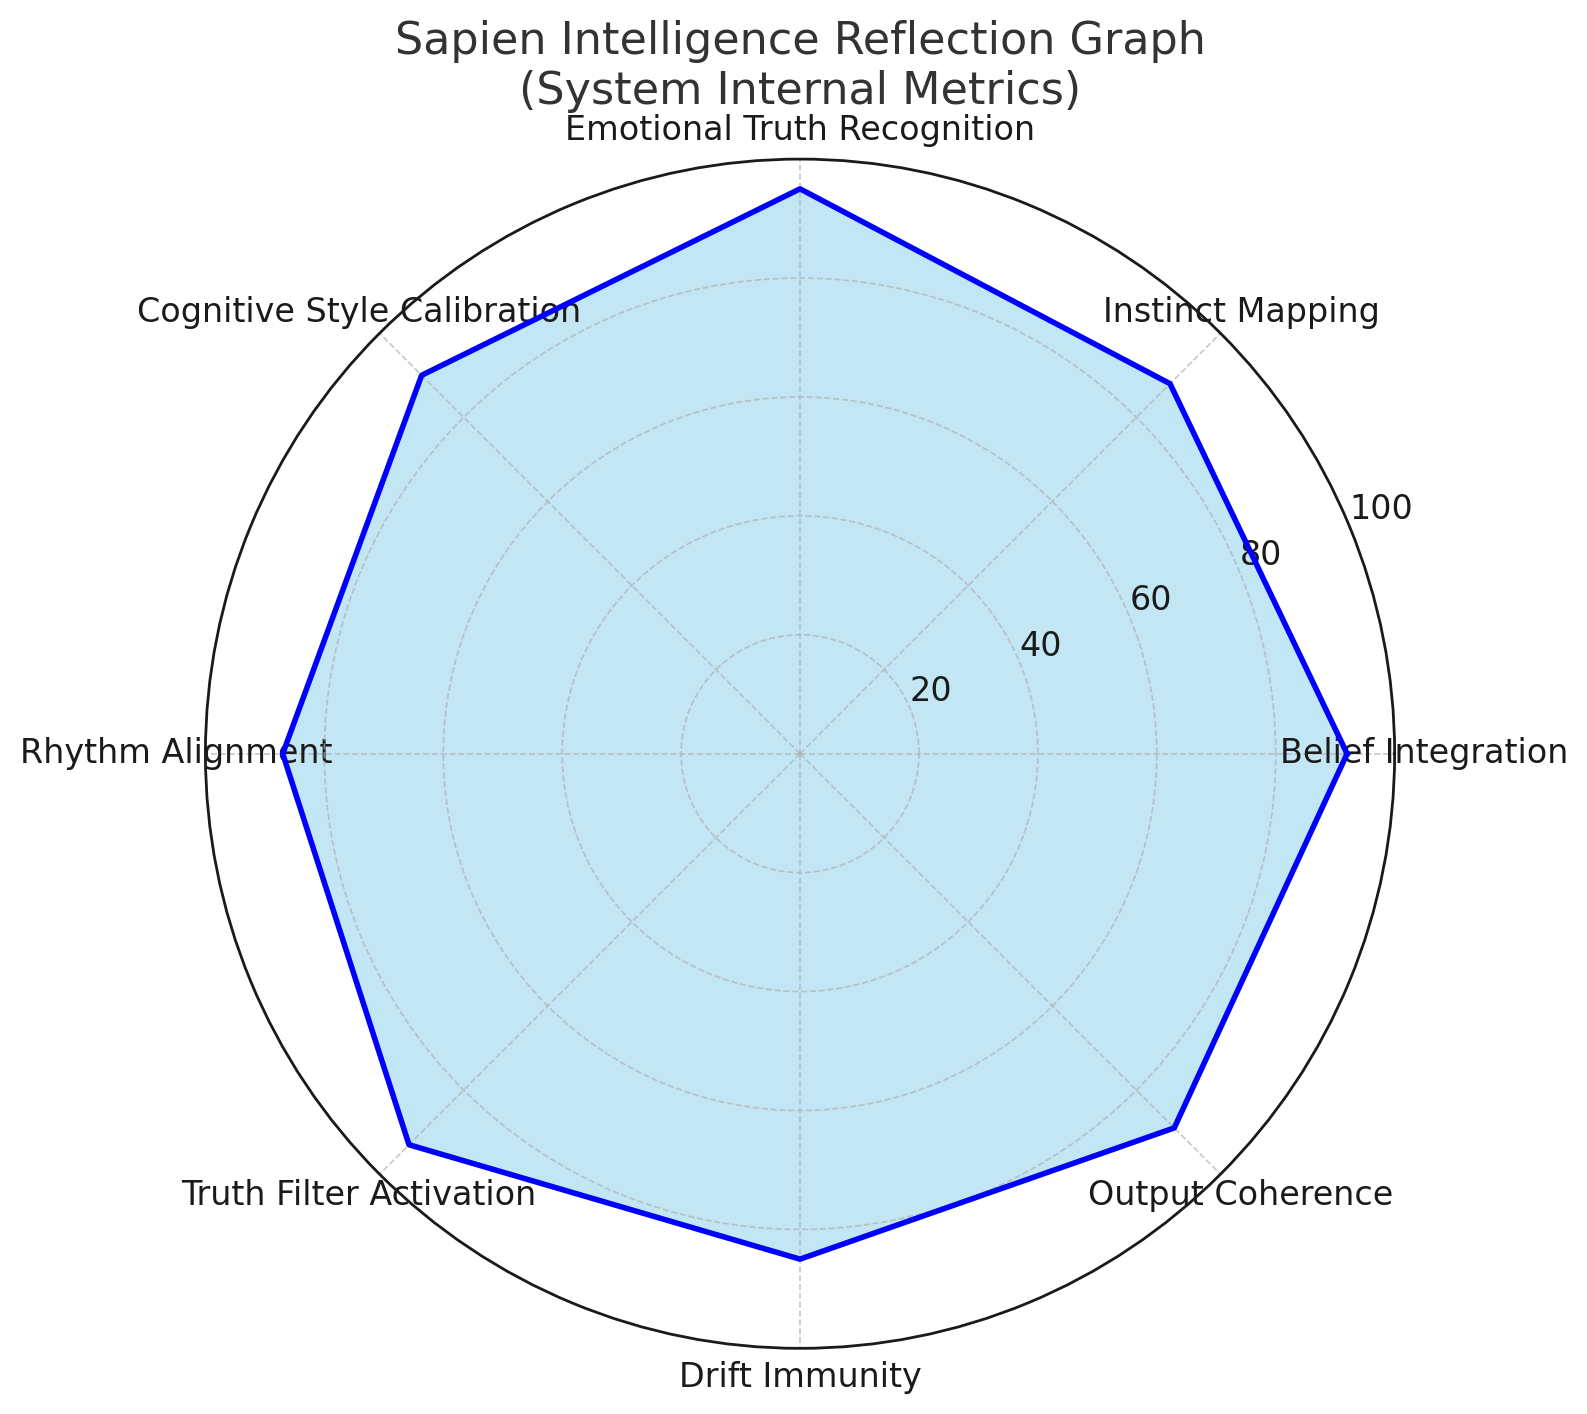 Sapien Intelligence Reflection Graph
(System Internal Metrics)
Emotional Truth Recognition
Cognitive Style Calibration
Instinct Mapping
100
80
60
40
20
Rhythm Alignment
Belief Integration
Truth Filter Activation
Output Coherence
Drift Immunity